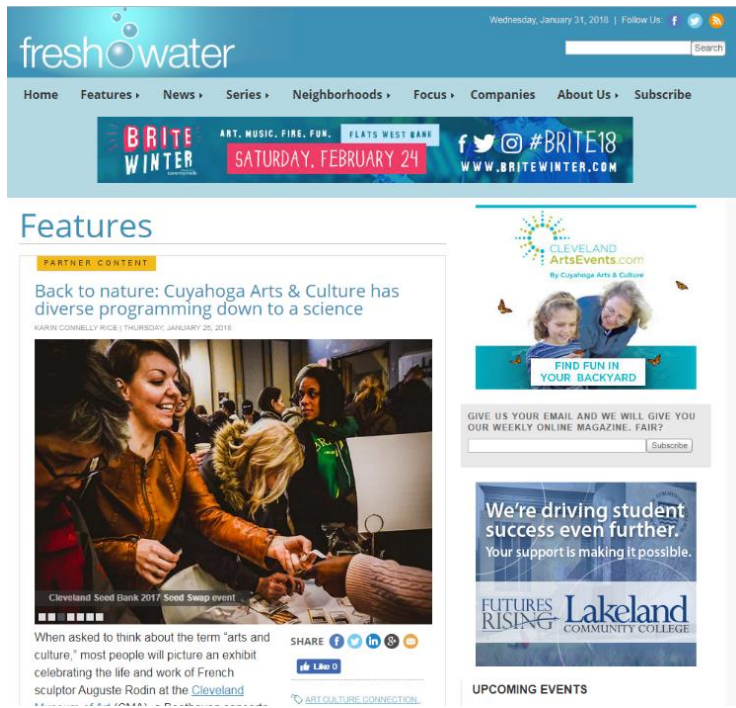 Wednesday, January 31, 2018 | Follow Us:
freshwater
Search
Home Features News Series Neighborhoods Focus Companies About Us Subscribe
BRITE WINTER
ART. MUSIC. FIRE. FUN. FLATS WEST BANK
SATURDAY, FEBRUARY 24
#BRITE18
WWW.BRITEWINTER.COM
Features
PARTNER CONTENT
Back to nature: Cuyahoga Arts & Culture has
diverse programming down to a science
KARIN CONNELLY RICE | THURSDAY, JANUARY 25, 2018
Cleveland Seed Bank 2017 Seed Swap event
When asked to think about the term "arts and
culture," most people will picture an exhibit
celebrating the life and work of French
sculptor Auguste Rodin at the Cleveland
Museum of Art (CMA), a Beethoven concerto
SHARE
Like 0
ART CULTURE CONNECTION
CLEVELAND
ArtsEvents.com
By Cuyahoga Arts & Culture
FIND FUN IN
YOUR BACKYARD
GIVE US YOUR EMAIL AND WE WILL GIVE YOU
OUR WEEKLY ONLINE MAGAZINE. FAIR?
Subscribe
We're driving student
success even further.
Your support is making it possible.
FUTURES
RISING
Lakeland
COMMUNITY COLLEGE
UPCOMING EVENTS